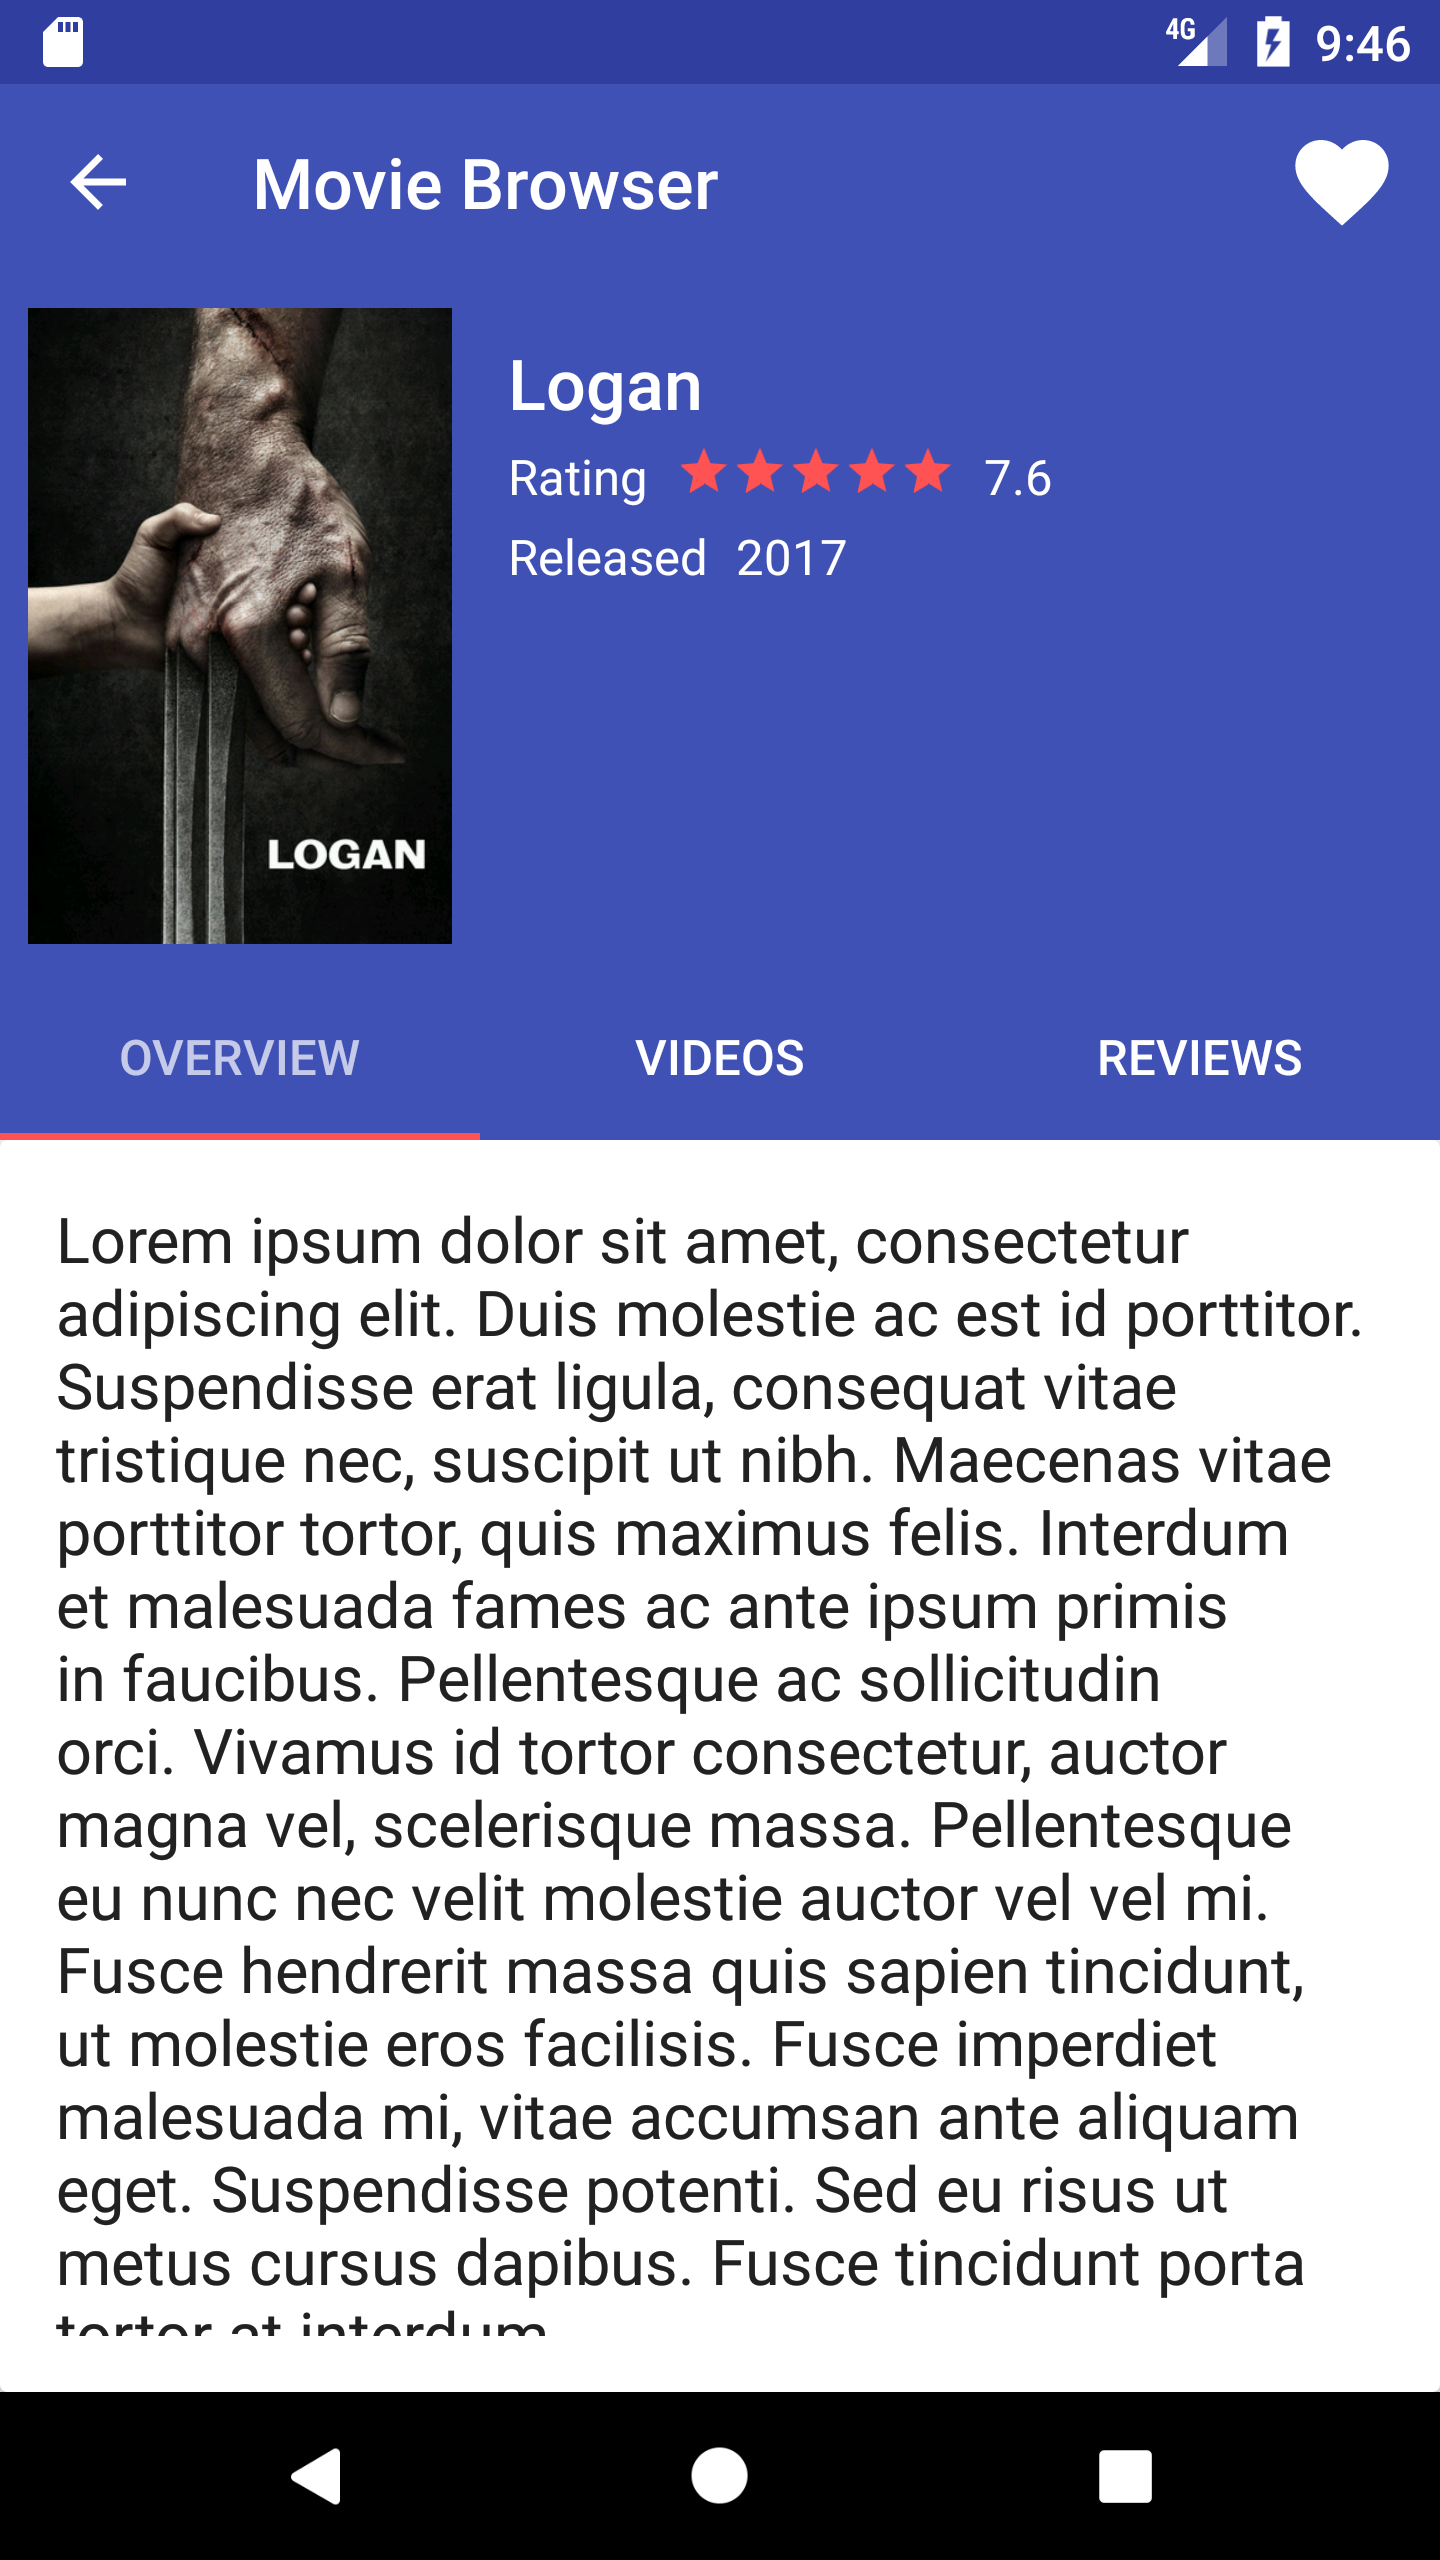 4G 9:46
Movie Browser
Logan
Rating 7.6
Released 2017
LOGAN
OVERVIEW VIDEOS REVIEWS
Lorem ipsum dolor sit amet, consectetur
adipiscing elit. Duis molestie ac est id porttitor.
Suspendisse erat ligula, consequat vitae
tristique nec, suscipit ut nibh. Maecenas vitae
porttitor tortor, quis maximus felis. Interdum
et malesuada fames ac ante ipsum primis
in faucibus. Pellentesque ac sollicitudin
orci. Vivamus id tortor consectetur, auctor
magna vel, scelerisque massa. Pellentesque
eu nunc nec velit molestie auctor vel vel mi.
Fusce hendrerit massa quis sapien tincidunt,
ut molestie eros facilisis. Fusce imperdiet
malesuada mi, vitae accumsan ante aliquam
eget. Suspendisse potenti. Sed eu risus ut
metus cursus dapibus. Fusce tincidunt porta
tortor at interdum